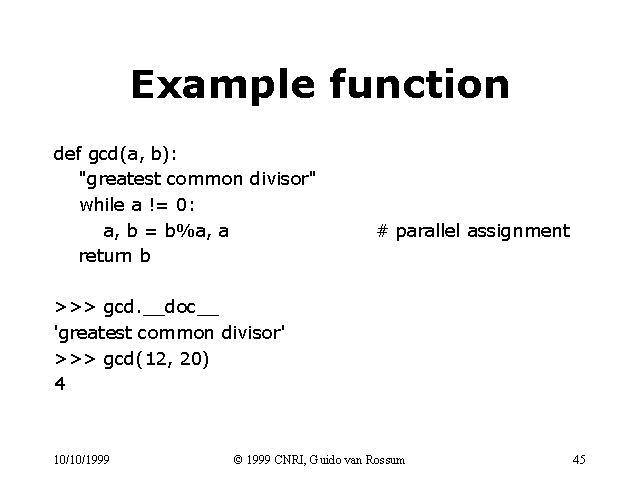 Example function
def gcd(a, b):
"greatest common divisor"
while a != 0:
a, b = b%a, a # parallel assignment
return b
>>> gcd.__doc__
'greatest common divisor'
>>> gcd(12, 20)
4
10/10/1999 © 1999 CNRI, Guido van Rossum 45